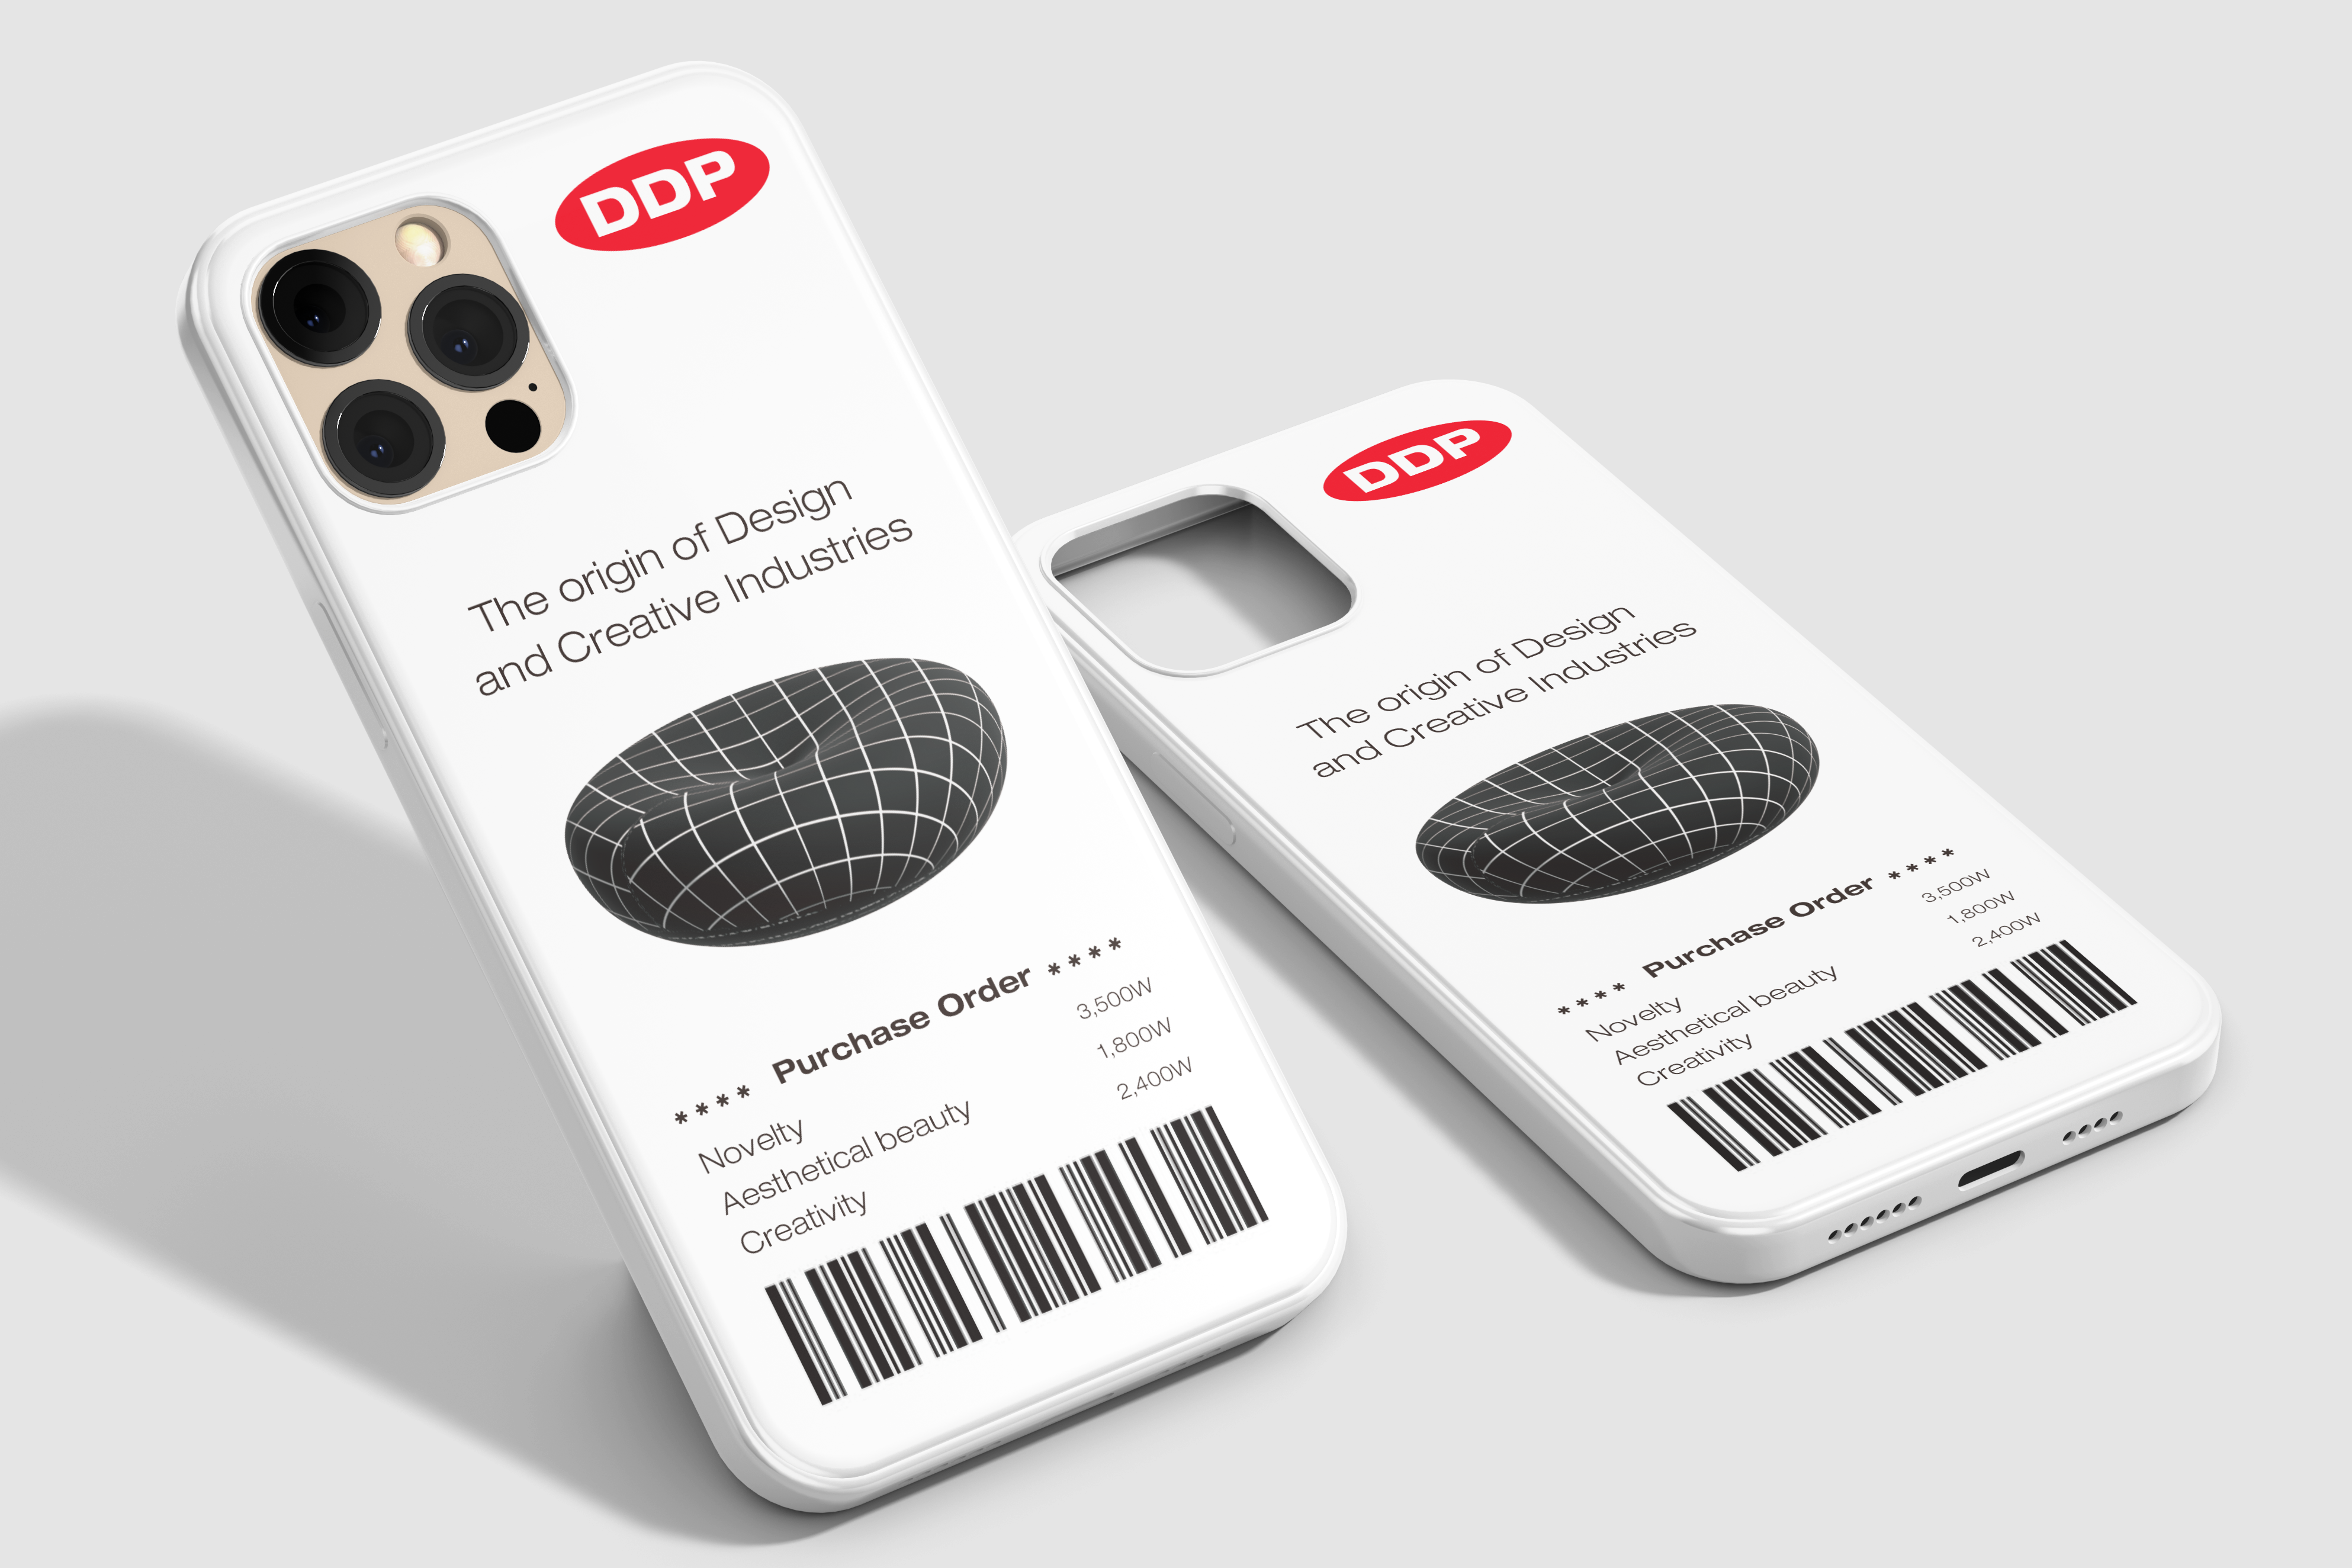 DDP
The origin of Design
and Creative Industries
**** Purchase Order ****
Novelty 3,500W
Aesthetical beauty 1,800W
Creativity 2,400W
DDP
The origin of Design
and Creative Industries
**** Purchase Order ****
Novelty 3,500W
Aesthetical beauty 1,800W
Creativity 2,400W